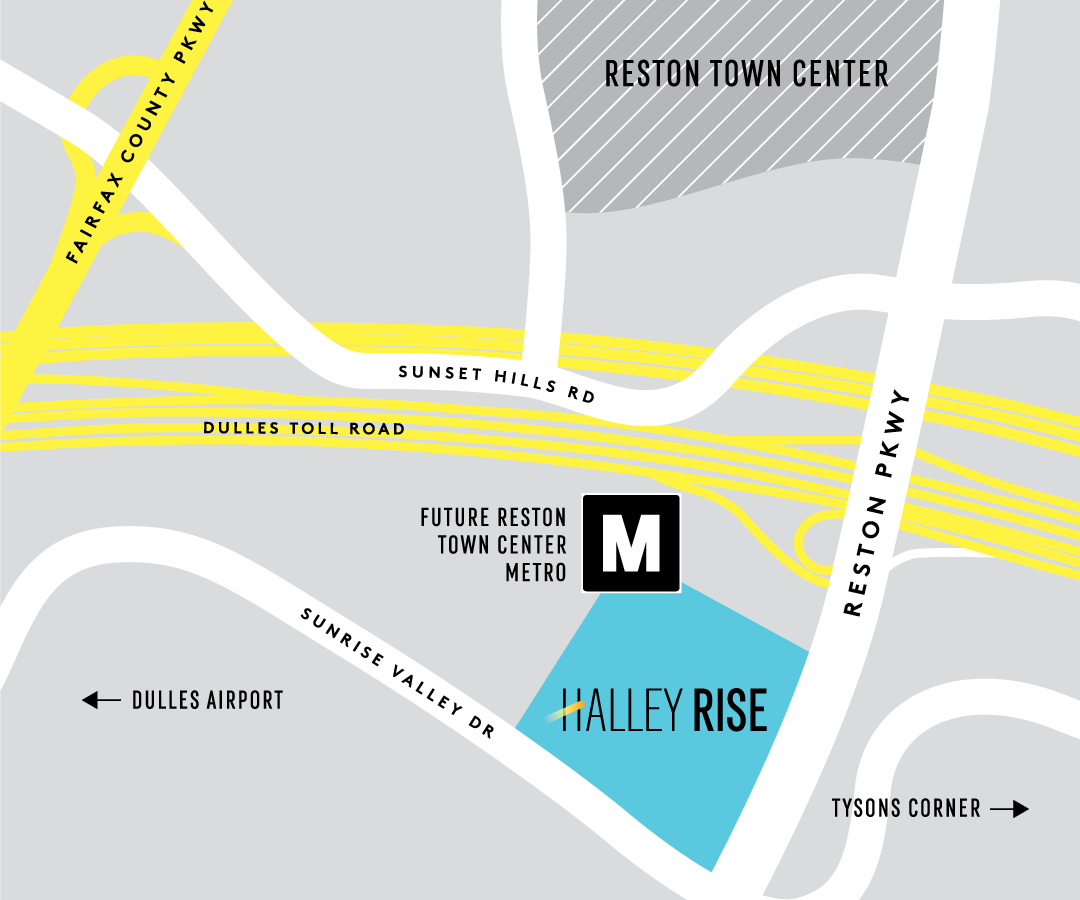 FAIRFAX COUNTY PKWY
RESTON TOWN CENTER
SUNSET HILLS RD
DULLES TOLL ROAD
RESTON PKWY
FUTURE RESTON
TOWN CENTER
METRO
M
SUNRISE VALLEY DR
DULLES AIRPORT
HALLEY RISE
TYSONS CORNER